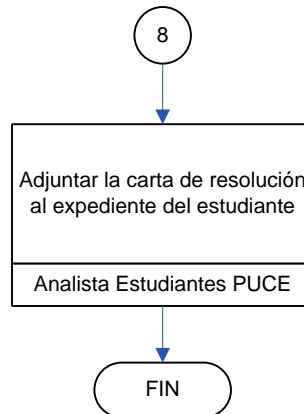 8
Adjuntar la carta de resolución
al expediente del estudiante
Analista Estudiantes PUCE
FIN